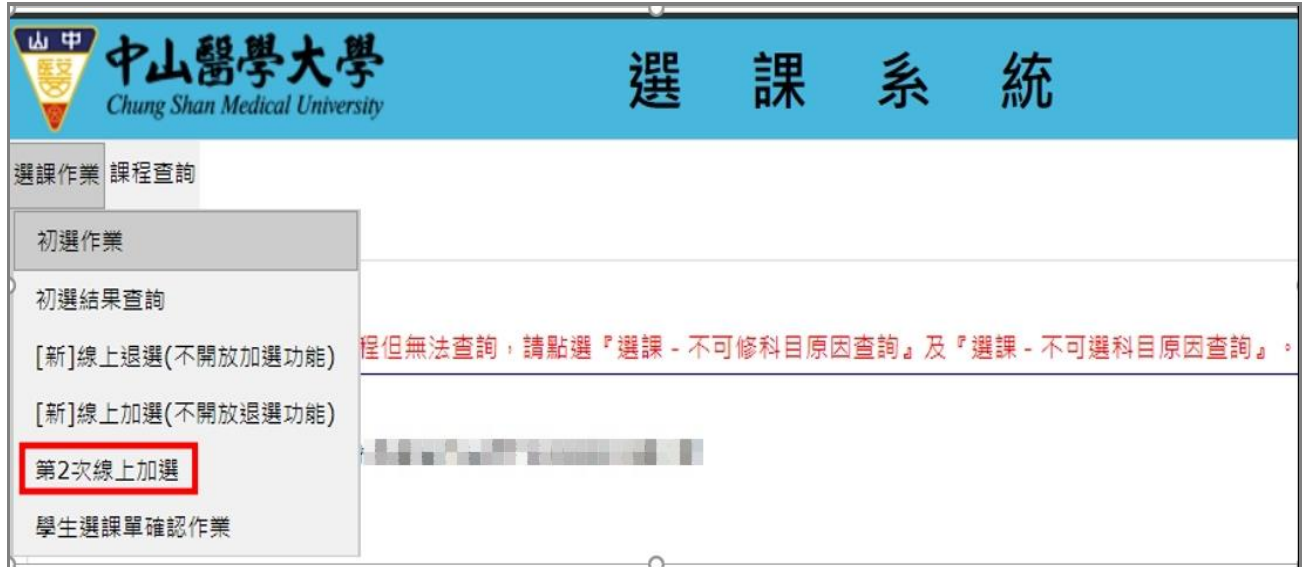 山中
醫
中山醫學大學
Chung Shan Medical University
選課系統
選課作業 課程查詢
初選作業
初選結果查詢
程但無法查詢，請點選『選課 - 不可修科目原因查詢』及『選課 - 不可選科目原因查詢』。
[新]線上退選(不開放加選功能)
[新]線上加選(不開放退選功能)
第2次線上加選
學生選課單確認作業